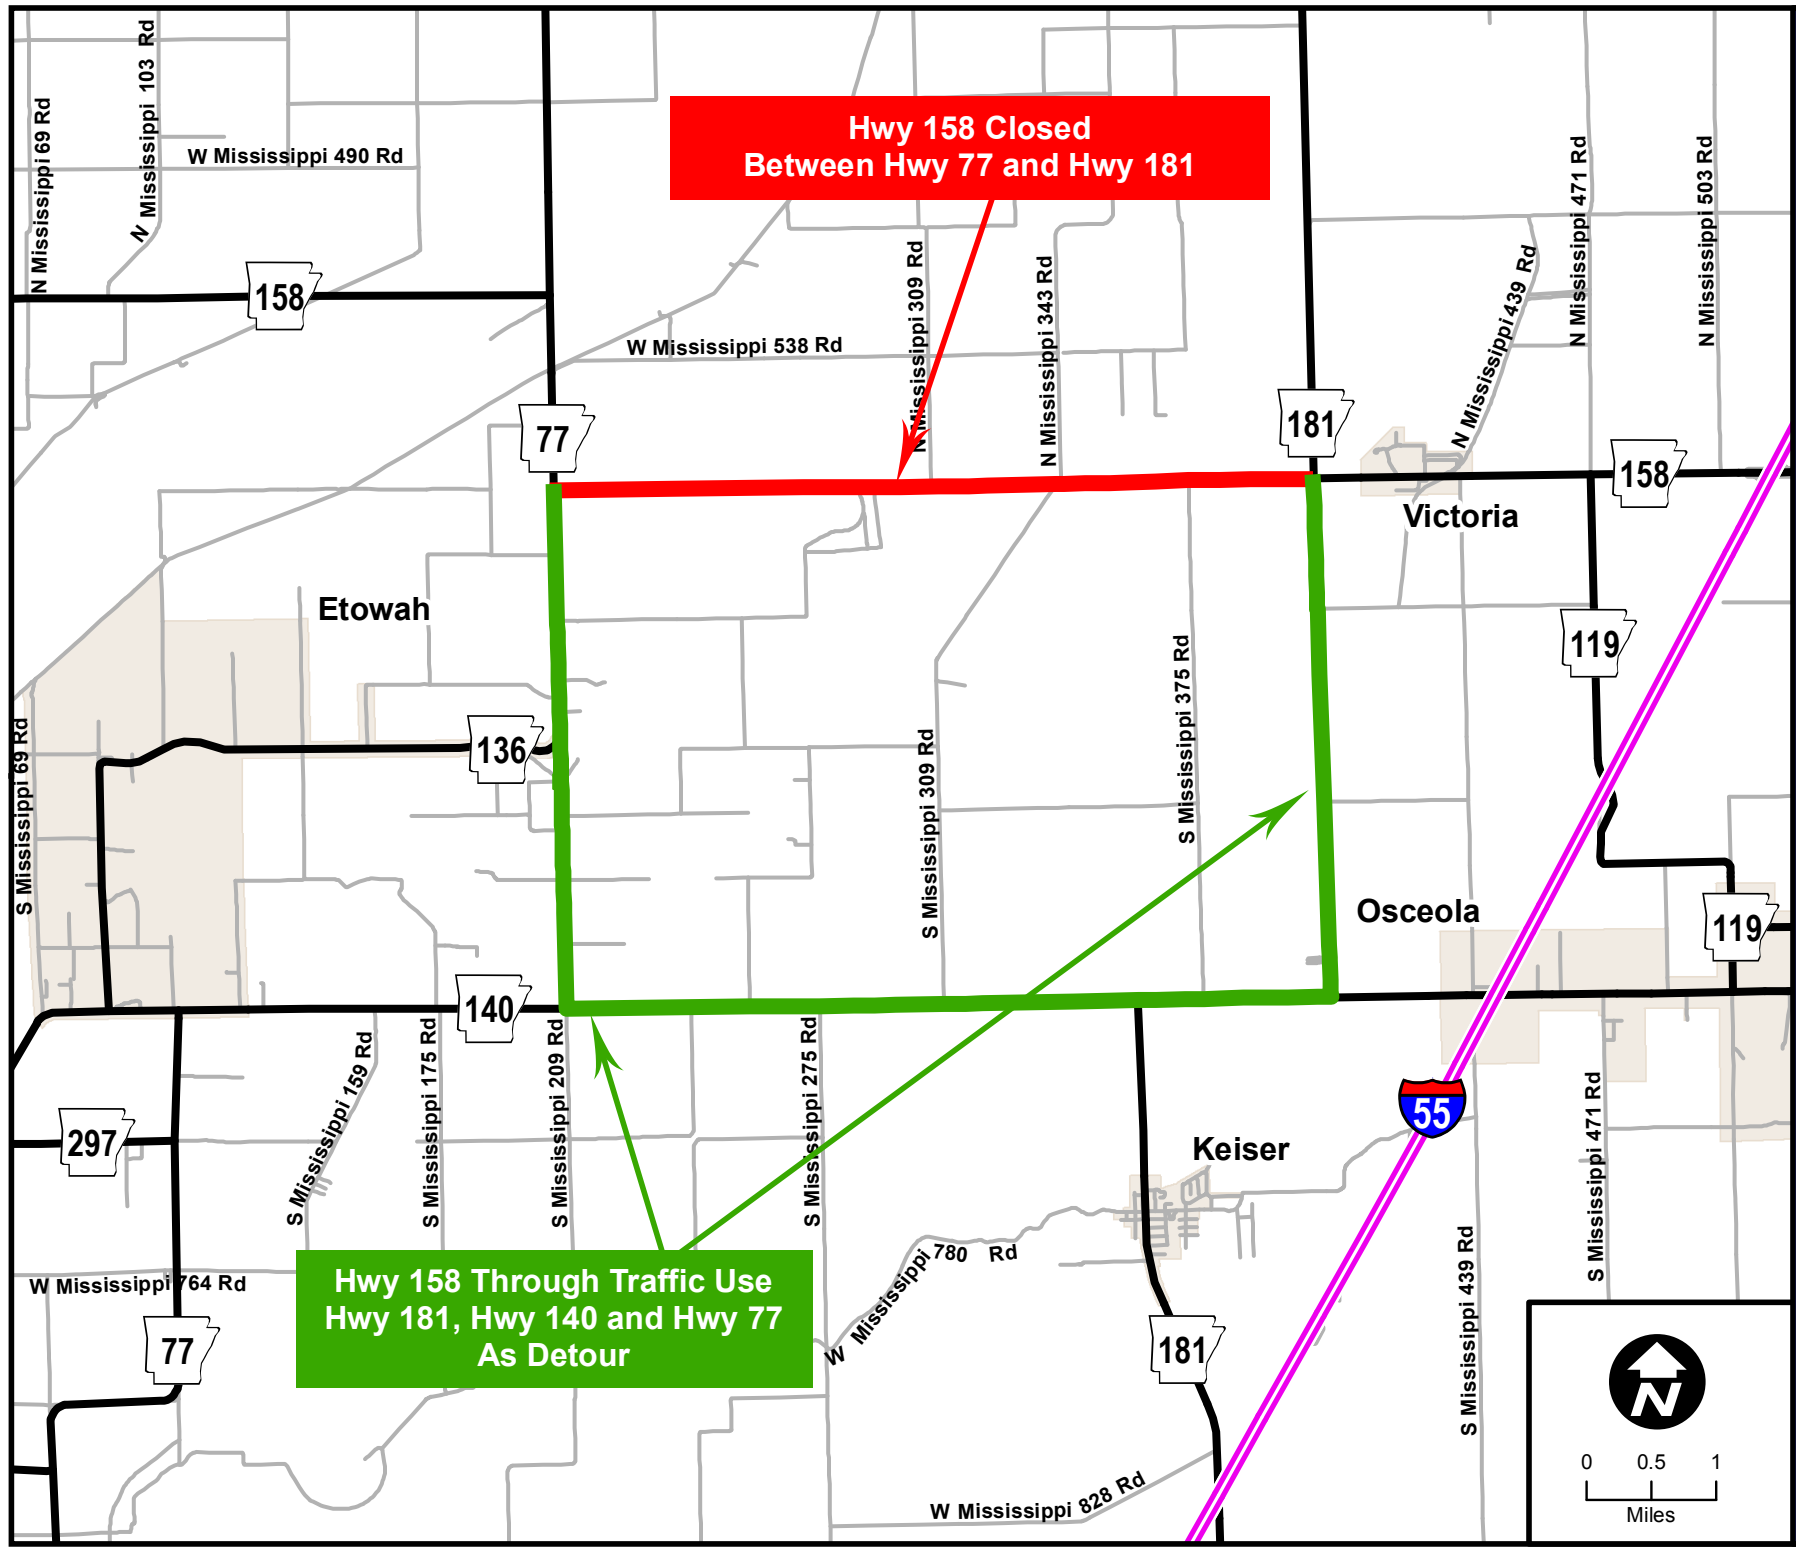 N Mississippi 69 Rd
N Mississippi 103 Rd
W Mississippi 490 Rd
Hwy 158 Closed
Between Hwy 77 and Hwy 181
N Mississippi 471 Rd
N Mississippi 503 Rd
158
N Mississippi 309 Rd
N Mississippi 343 Rd
N Mississippi 439 Rd
W Mississippi 538 Rd
77
181
158
Victoria
Etowah
119
S Mississippi 375 Rd
S Mississippi 69 Rd
136
S Mississippi 309 Rd
Osceola
119
140
S Mississippi 159 Rd
S Mississippi 175 Rd
S Mississippi 209 Rd
S Mississippi 275 Rd
55
S Mississippi 471 Rd
297
Keiser
W Mississippi 764 Rd
W Mississippi 780 Rd
S Mississippi 439 Rd
Hwy 158 Through Traffic Use
Hwy 181, Hwy 140 and Hwy 77
As Detour
77
181
N
0 0.5 1
Miles
W Mississippi 828 Rd